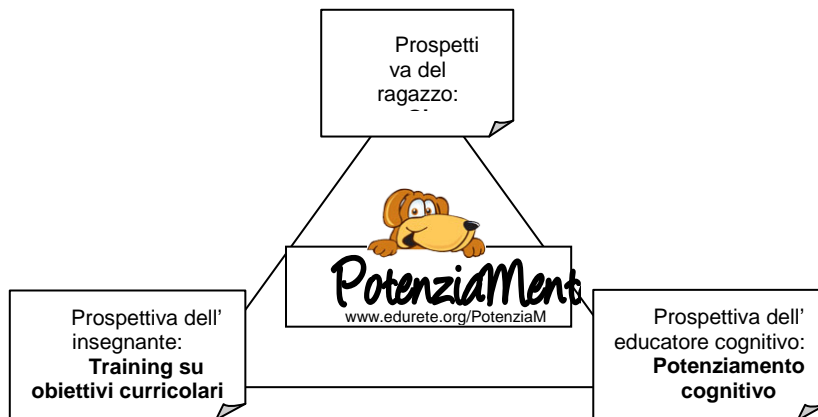 Prospetti
va del
ragazzo:
PotenziaMent
www.edurete.org/PotenziaM
Prospettiva dell'
insegnante:
Training su
obiettivi curricolari
Prospettiva dell'
educatore cognitivo:
Potenziamento
cognitivo